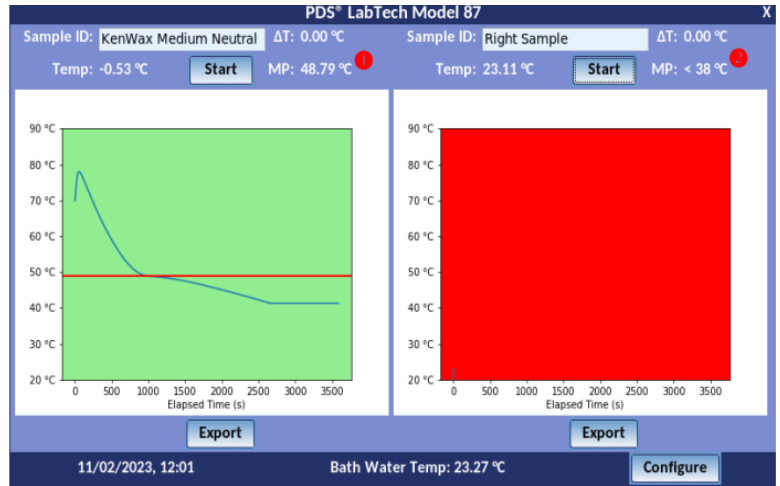 PDS® LabTech Model 87
X
Sample ID: KenWax Medium Neutral ΔT: 0.00 °C
Temp: -0.53 °C Start MP: 48.79 °C 1
Sample ID: Right Sample ΔT: 0.00 °C
Temp: 23.11 °C Start MP: < 38 °C 2
90 °C
80 °C
70 °C
60 °C
50 °C
40 °C
30 °C
20 °C
0 500 1000 1500 2000 2500 3000 3500
Elapsed Time (s)
Export
90 °C
80 °C
70 °C
60 °C
50 °C
40 °C
30 °C
20 °C
0 500 1000 1500 2000 2500 3000 3500
Elapsed Time (s)
Export
11/02/2023, 12:01 Bath Water Temp: 23.27 °C Configure